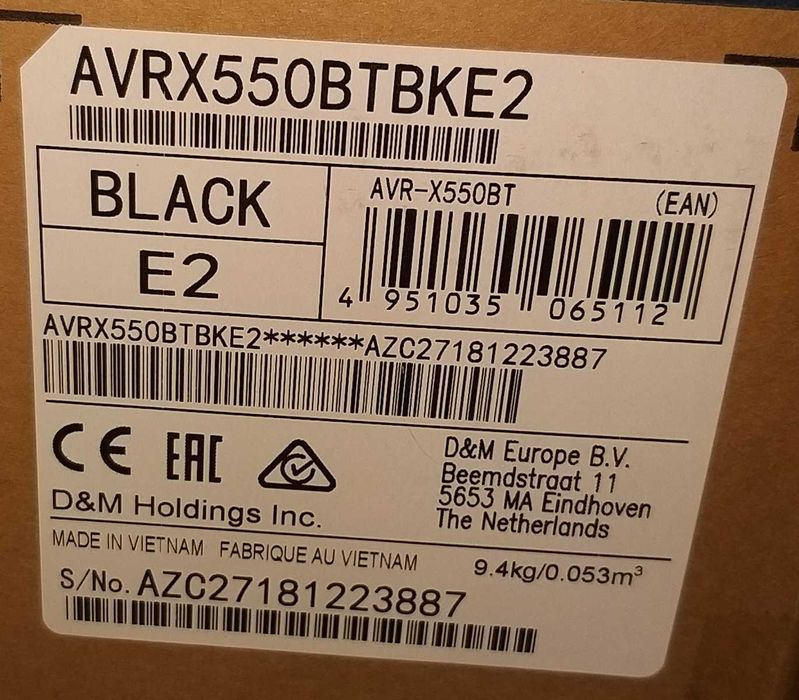 AVRX550BTBKE2
BLACK
E2
AVR-X550BT (EAN)
4 951035 065112
AVRX550BTBKE2******AZC27181223887
CE EAC
D&M Holdings Inc.
D&M Europe B.V.
Beemdstraat 11
5653 MA Eindhoven
The Netherlands
MADE IN VIETNAM FABRIQUE AU VIETNAM
9.4kg/0.053m³
S/No. AZC27181223887